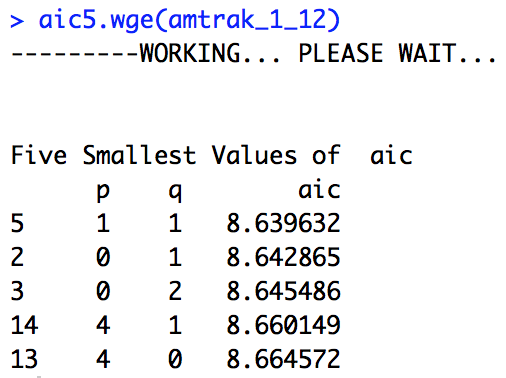 > aic5.wge(amtrak_1_12)
---------WORKING... PLEASE WAIT...
Five Smallest Values of  aic
      p    q        aic
5     1    1   8.639632
2     0    1   8.642865
3     0    2   8.645486
14    4    1   8.660149
13    4    0   8.664572